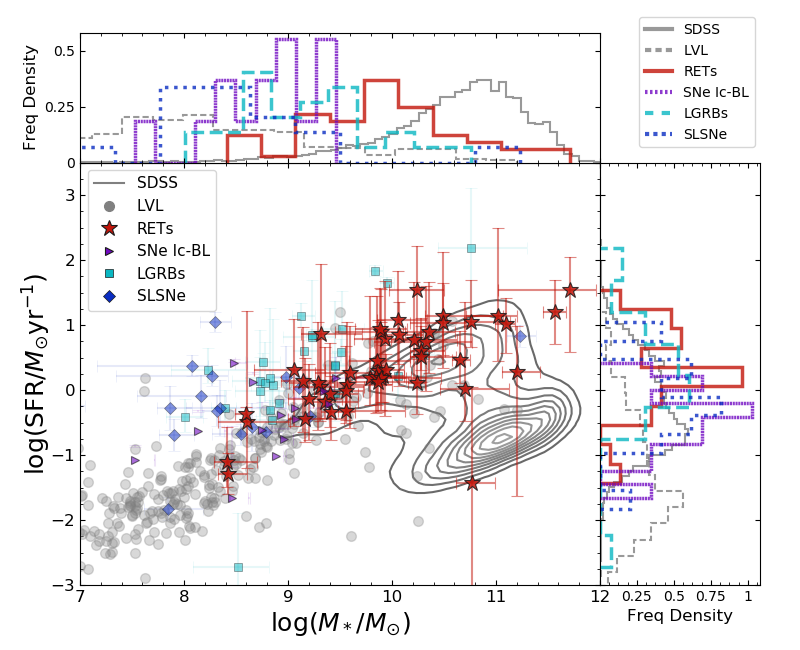 Freq Density
0.5
0.25
0
SDSS
LVL
RETs
SNe Ic-BL
LGRBs
SLSNe
SDSS
LVL
RETs
SNe Ic-BL
LGRBs
SLSNe
log(SFR/M⊙yr⁻¹)
3
2
1
0
−1
−2
−3
7 8 9 10 11 12
log(M*/M⊙)
0.25 0.5 0.75 1
Freq Density